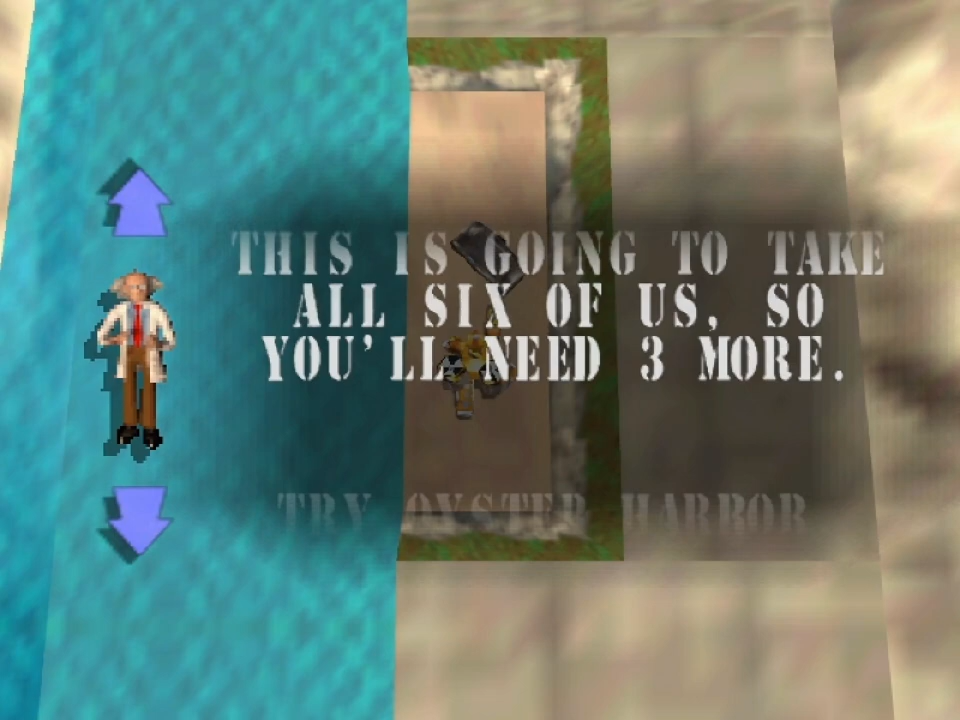 THIS IS GOING TO TAKE
ALL SIX OF US, SO
YOU'LL NEED 3 MORE.
TRY OYSTER HARBOR